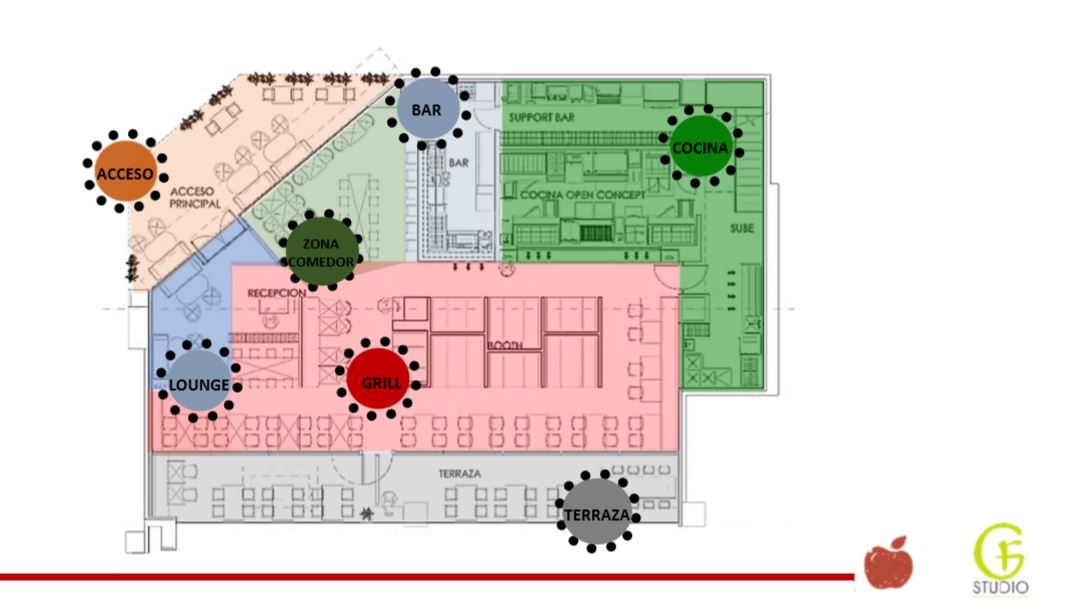 BAR
SUPPORT BAR
COCINA
ACCESO
BAR
ACCESO
PRINCIPAL
COCINA OPEN CONCEPT
SUBE
ZONA
COMEDOR
RECEPCION
BOOTH
LOUNGE
GRILL
TERRAZA
TERRAZA
GF
STUDIO